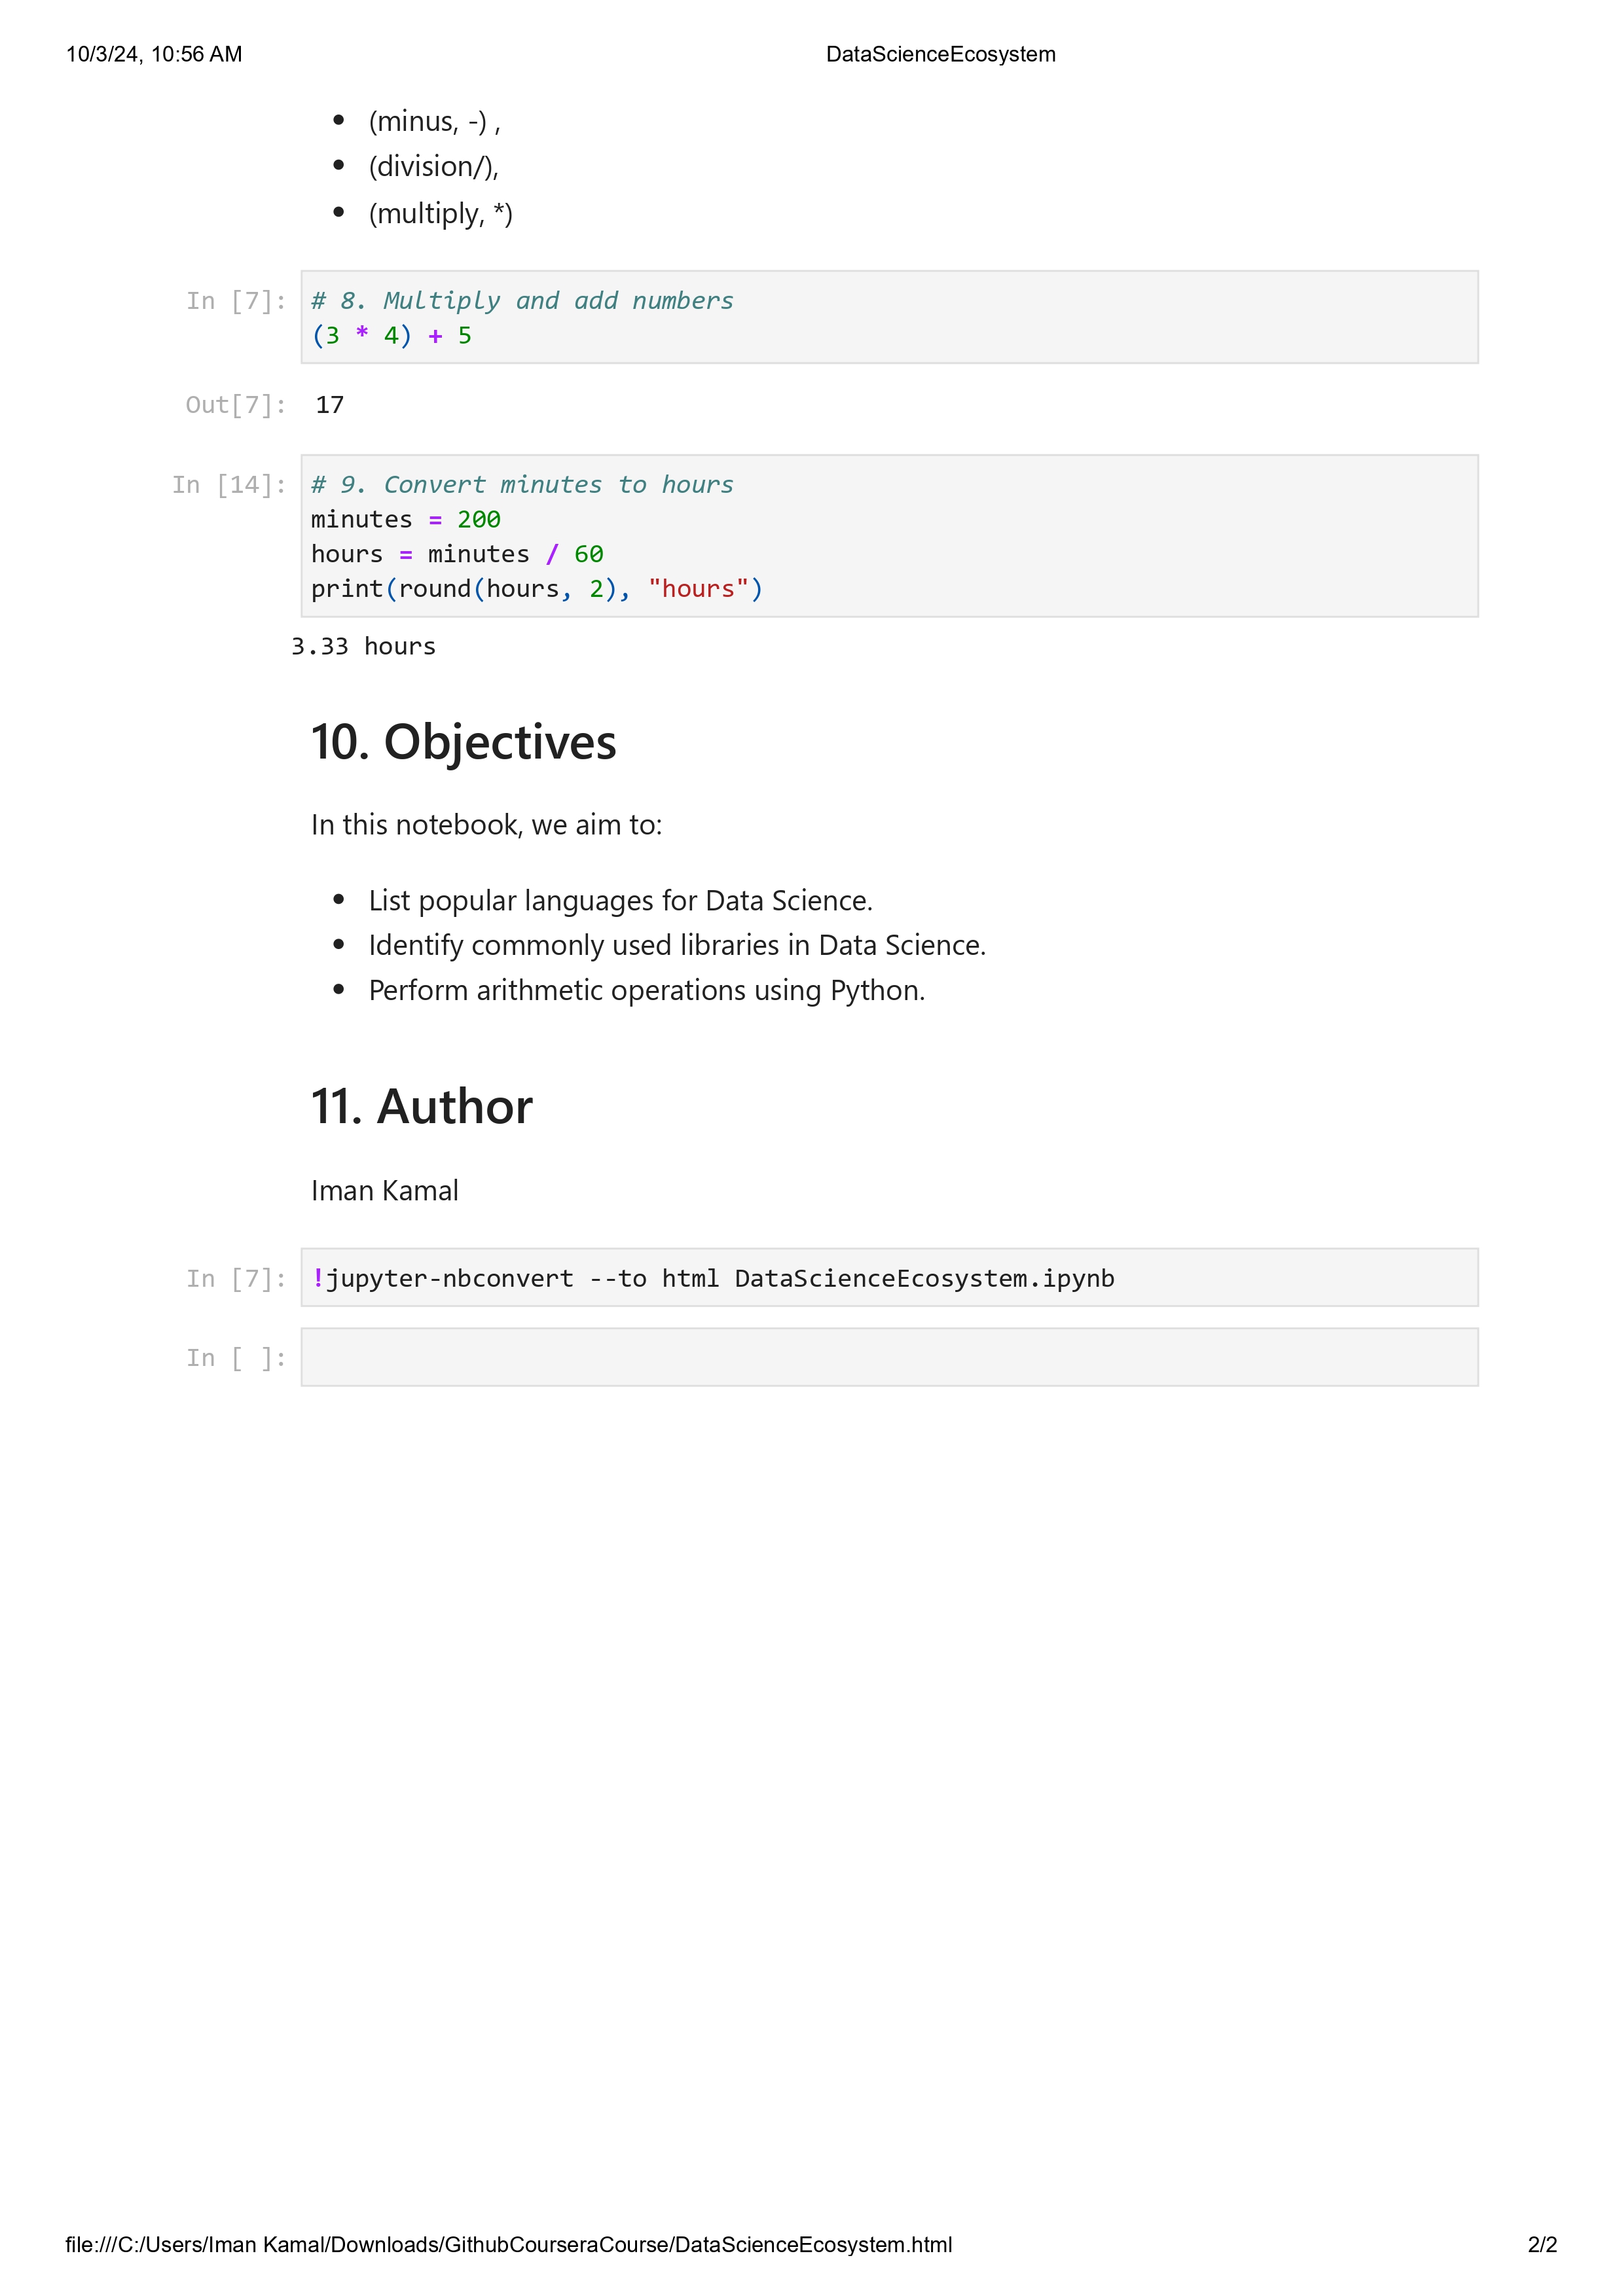 10/3/24, 10:56 AM DataScienceEcosystem
• (minus, -) ,
• (division/),
• (multiply, *)
In [7]: # 8. Multiply and add numbers
(3 * 4) + 5
Out[7]: 17
In [14]: # 9. Convert minutes to hours
minutes = 200
hours = minutes / 60
print(round(hours, 2), "hours")
3.33 hours
10. Objectives
In this notebook, we aim to:
• List popular languages for Data Science.
• Identify commonly used libraries in Data Science.
• Perform arithmetic operations using Python.
11. Author
Iman Kamal
In [7]: !jupyter-nbconvert --to html DataScienceEcosystem.ipynb
In [ ]:
file:///C:/Users/Iman Kamal/Downloads/GithubCourseraCourse/DataScienceEcosystem.html 2/2